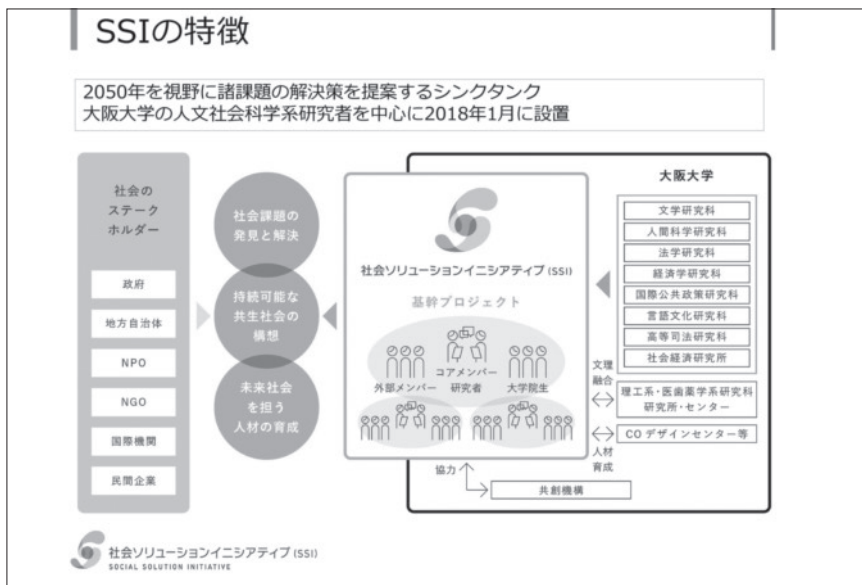 SSIの特徴
2050年を視野に諸課題の解決策を提案するシンクタンク
大阪大学の人文社会科学系研究者を中心に2018年1月に設置
社会の
ステーク
ホルダー
政府
地方自治体
NPO
NGO
国際機関
民間企業
社会課題の
発見と解決
持続可能な
共生社会の
構想
未来社会
を担う
人材の育成
社会ソリューションイニシアティブ (SSI)
基幹プロジェクト
外部メンバー
コアメンバー
研究者
大学院生
大阪大学
文学研究科
人間科学研究科
法学研究科
経済学研究科
国際公共政策研究科
言語文化研究科
高等司法研究科
社会経済研究所
文理
融合
理工系・医歯薬学系研究科
研究所・センター
COデザインセンター等
人材
育成
協力
共創機構
社会ソリューションイニシアティブ (SSI)
SOCIAL SOLUTION INITIATIVE